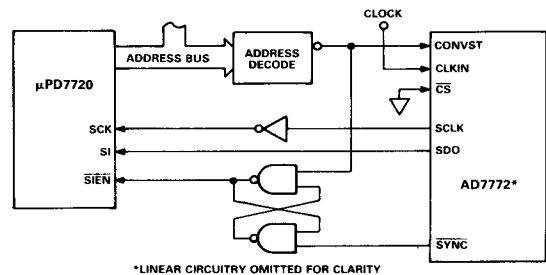 CLOCK
ADDRESS BUS
ADDRESS
DECODE
CONVST
CLKIN
CS
μPD7720
SCK
SCLK
SI
SDO
SIEN
AD7772*
SYNC
*LINEAR CIRCUITRY OMITTED FOR CLARITY